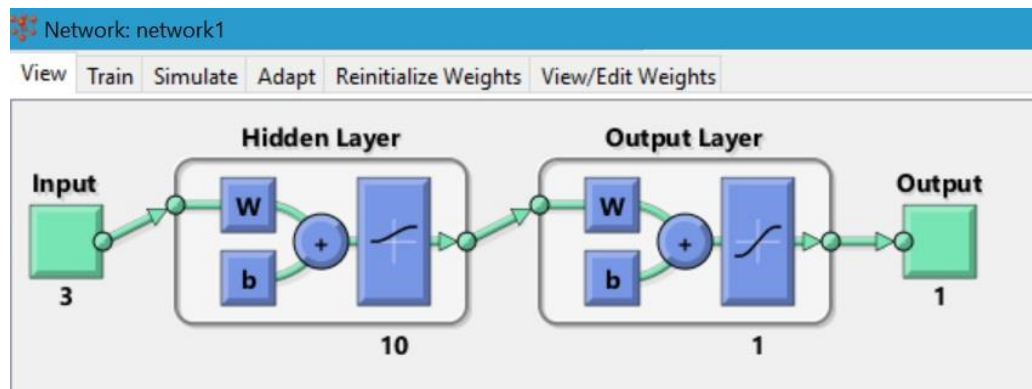 Network: network1
View Train Simulate Adapt Reinitialize Weights View/Edit Weights
Hidden Layer Output Layer
Input Output
W W
+ +
b b
3 1
10 1